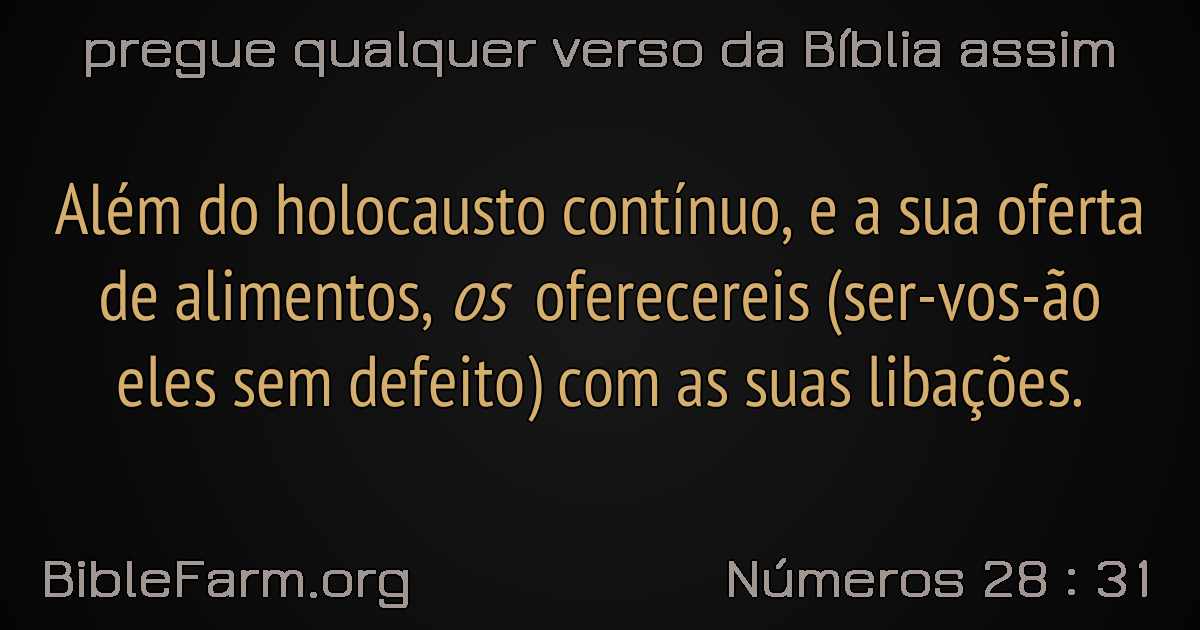 pregue qualquer verso da Bíblia assim
Além do holocausto contínuo, e a sua oferta
de alimentos, os oferecereis (ser-vos-ão
eles sem defeito) com as suas libações.
BibleFarm.org
Números 28 : 31